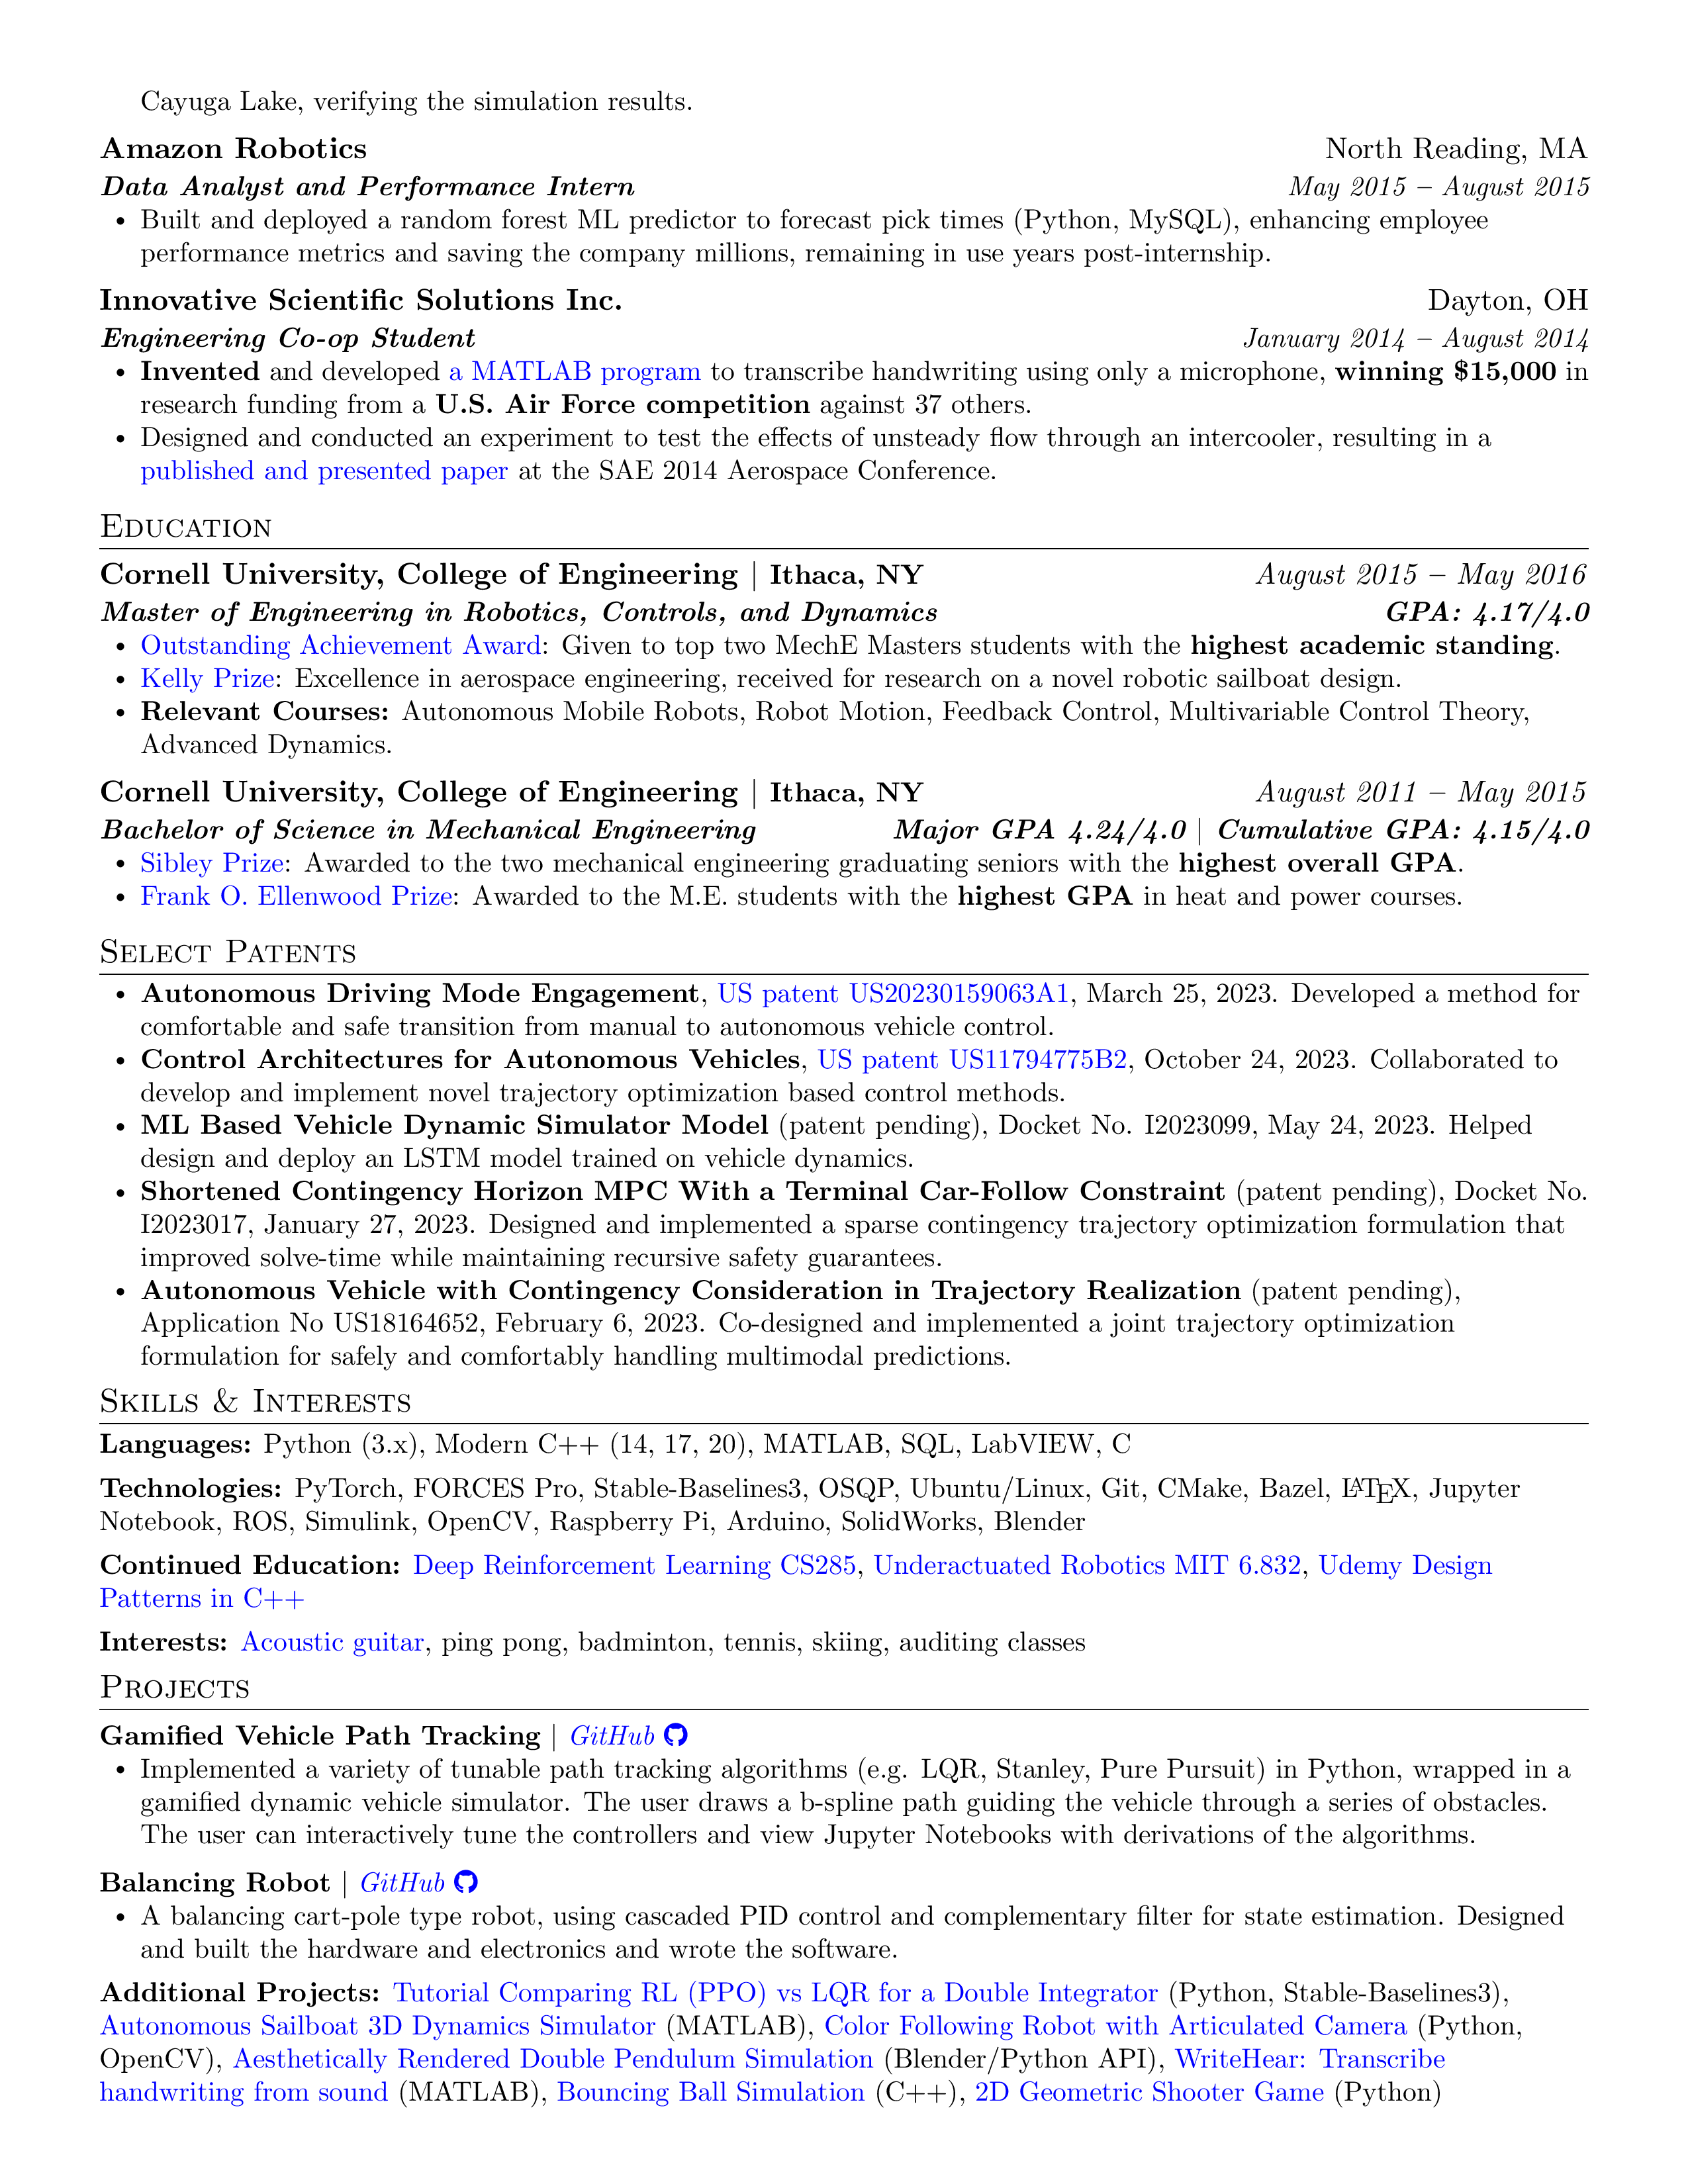 Cayuga Lake, verifying the simulation results.
Amazon Robotics North Reading, MA
Data Analyst and Performance Intern May 2015 – August 2015
• Built and deployed a random forest ML predictor to forecast pick times (Python, MySQL), enhancing employee
performance metrics and saving the company millions, remaining in use years post-internship.
Innovative Scientific Solutions Inc. Dayton, OH
Engineering Co-op Student January 2014 – August 2014
• Invented and developed a MATLAB program to transcribe handwriting using only a microphone, winning $15,000 in
research funding from a U.S. Air Force competition against 37 others.
• Designed and conducted an experiment to test the effects of unsteady flow through an intercooler, resulting in a
published and presented paper at the SAE 2014 Aerospace Conference.
Education
Cornell University, College of Engineering | Ithaca, NY August 2015 – May 2016
Master of Engineering in Robotics, Controls, and Dynamics GPA: 4.17/4.0
• Outstanding Achievement Award: Given to top two MechE Masters students with the highest academic standing.
• Kelly Prize: Excellence in aerospace engineering, received for research on a novel robotic sailboat design.
• Relevant Courses: Autonomous Mobile Robots, Robot Motion, Feedback Control, Multivariable Control Theory,
Advanced Dynamics.
Cornell University, College of Engineering | Ithaca, NY August 2011 – May 2015
Bachelor of Science in Mechanical Engineering Major GPA 4.24/4.0 | Cumulative GPA: 4.15/4.0
• Sibley Prize: Awarded to the two mechanical engineering graduating seniors with the highest overall GPA.
• Frank O. Ellenwood Prize: Awarded to the M.E. students with the highest GPA in heat and power courses.
Select Patents
• Autonomous Driving Mode Engagement, US patent US20230159063A1, March 25, 2023. Developed a method for
comfortable and safe transition from manual to autonomous vehicle control.
• Control Architectures for Autonomous Vehicles, US patent US11794775B2, October 24, 2023. Collaborated to
develop and implement novel trajectory optimization based control methods.
• ML Based Vehicle Dynamic Simulator Model (patent pending), Docket No. I2023099, May 24, 2023. Helped
design and deploy an LSTM model trained on vehicle dynamics.
• Shortened Contingency Horizon MPC With a Terminal Car-Follow Constraint (patent pending), Docket No.
I2023017, January 27, 2023. Designed and implemented a sparse contingency trajectory optimization formulation that
improved solve-time while maintaining recursive safety guarantees.
• Autonomous Vehicle with Contingency Consideration in Trajectory Realization (patent pending),
Application No US18164652, February 6, 2023. Co-designed and implemented a joint trajectory optimization
formulation for safely and comfortably handling multimodal predictions.
Skills & Interests
Languages: Python (3.x), Modern C++ (14, 17, 20), MATLAB, SQL, LabVIEW, C
Technologies: PyTorch, FORCES Pro, Stable-Baselines3, OSQP, Ubuntu/Linux, Git, CMake, Bazel, LATEX, Jupyter
Notebook, ROS, Simulink, OpenCV, Raspberry Pi, Arduino, SolidWorks, Blender
Continued Education: Deep Reinforcement Learning CS285, Underactuated Robotics MIT 6.832, Udemy Design
Patterns in C++
Interests: Acoustic guitar, ping pong, badminton, tennis, skiing, auditing classes
Projects
Gamified Vehicle Path Tracking | GitHub
• Implemented a variety of tunable path tracking algorithms (e.g. LQR, Stanley, Pure Pursuit) in Python, wrapped in a
gamified dynamic vehicle simulator. The user draws a b-spline path guiding the vehicle through a series of obstacles.
The user can interactively tune the controllers and view Jupyter Notebooks with derivations of the algorithms.
Balancing Robot | GitHub
• A balancing cart-pole type robot, using cascaded PID control and complementary filter for state estimation. Designed
and built the hardware and electronics and wrote the software.
Additional Projects: Tutorial Comparing RL (PPO) vs LQR for a Double Integrator (Python, Stable-Baselines3),
Autonomous Sailboat 3D Dynamics Simulator (MATLAB), Color Following Robot with Articulated Camera (Python,
OpenCV), Aesthetically Rendered Double Pendulum Simulation (Blender/Python API), WriteHear: Transcribe
handwriting from sound (MATLAB), Bouncing Ball Simulation (C++), 2D Geometric Shooter Game (Python)